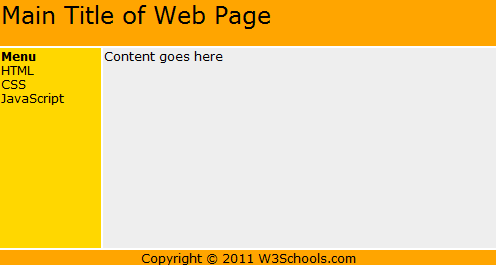 Main Title of Web Page
Menu
HTML
CSS
JavaScript
Content goes here
Copyright © 2011 W3Schools.com